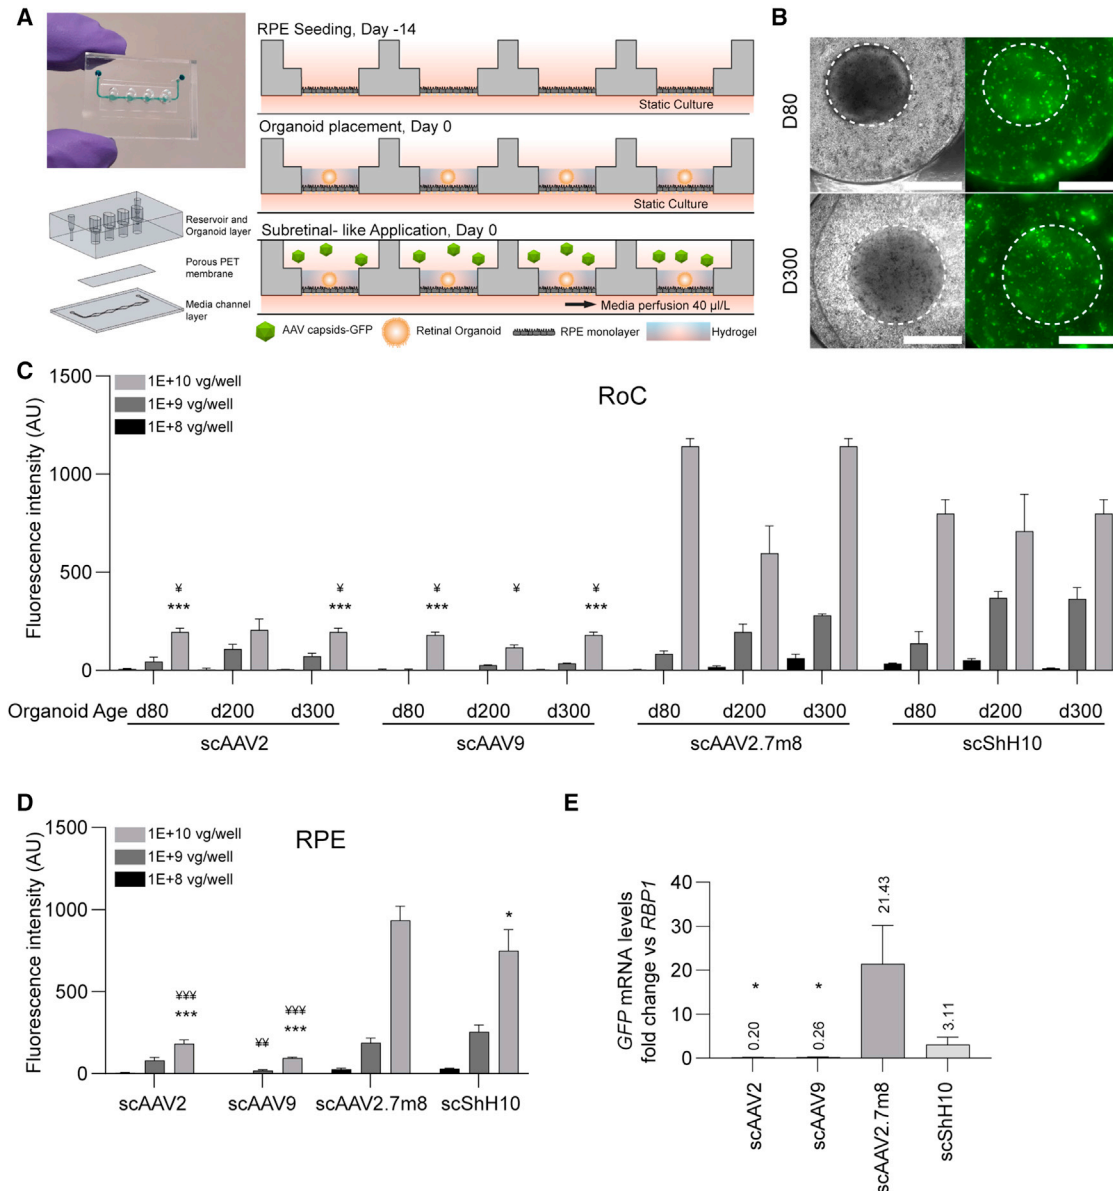 A
RPE Seeding, Day -14
Static Culture
Organoid placement, Day 0
Static Culture
Subretinal- like Application, Day 0
Media perfusion 40 µl/L
Reservoir and
Organoid layer
Porous PET
membrane
Media channel
layer
AAV capsids-GFP
Retinal Organoid
RPE monolayer
Hydrogel
B
D80
D300
C
RoC
1E+10 vg/well
1E+9 vg/well
1E+8 vg/well
Fluorescence intensity (AU)
1500
1000
500
0
¥ ¥ ¥ ¥ ¥
*** *** *** ***
Organoid Age d80 d200 d300 d80 d200 d300 d80 d200 d300 d80 d200 d300
scAAV2 scAAV9 scAAV2.7m8 scShH10
D
RPE
1E+10 vg/well
1E+9 vg/well
1E+8 vg/well
Fluorescence intensity (AU)
1500
1000
500
0
¥¥¥ ¥¥ ¥¥¥
*** *** *
scAAV2 scAAV9 scAAV2.7m8 scShH10
E
GFP mRNA levels
fold change vs RBP1
40
30
20
10
0
* *
0.20 0.26 21.43 3.11
scAAV2 scAAV9 scAAV2.7m8 scShH10